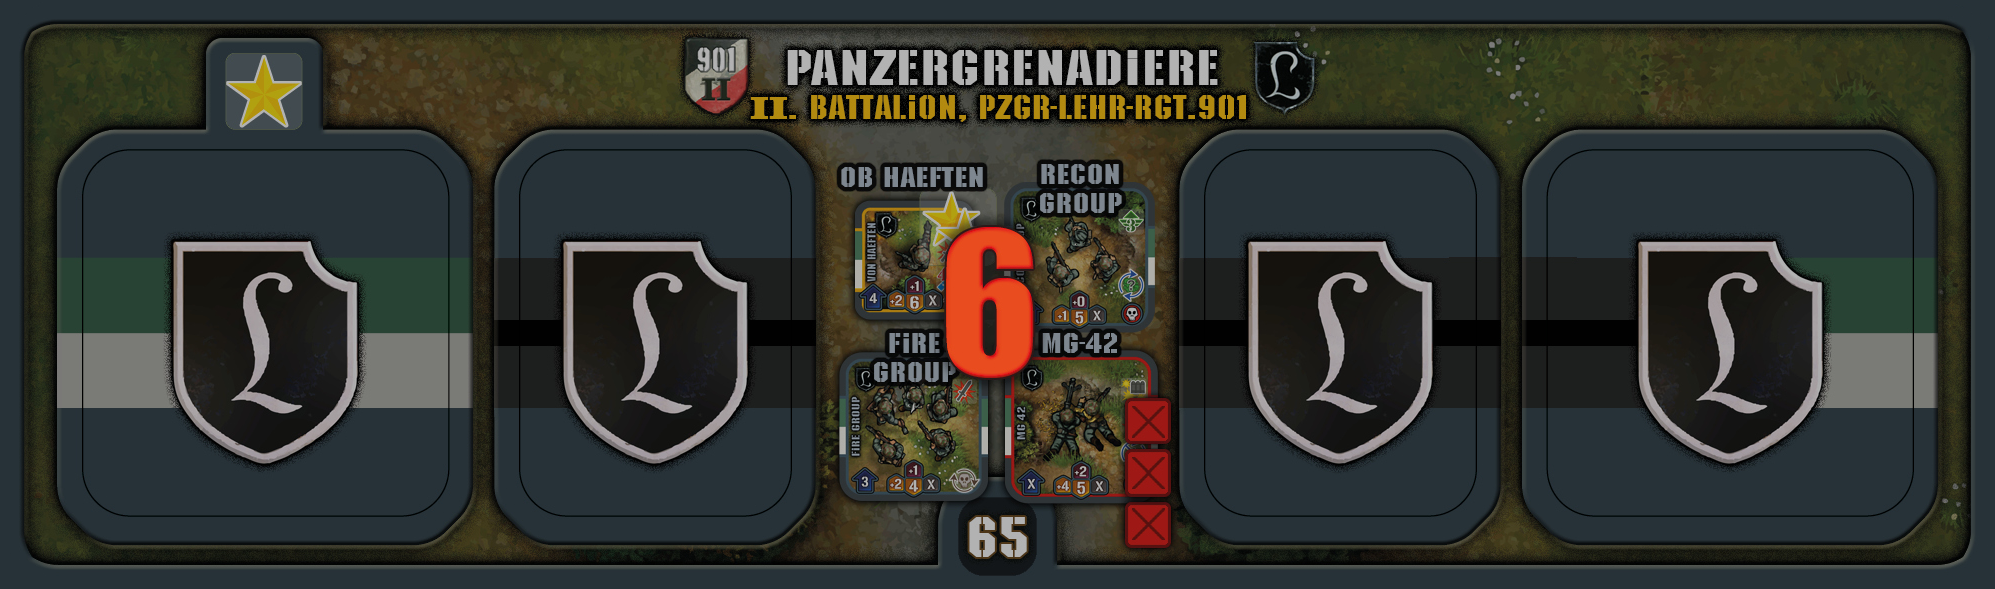 901
II
PANZERGRENADiERE
L
II. BATTALiON, PZGR-LEHR-RGT.901
OB HAEFTEN
RECON
GROUP
L
VON HAEFTEN
4
+1
+2 6 X
L
3
?
+0
+1 5 X
6
FiRE
GROUP
MG-42
L
FiRE GROUP
3
+1
+2 4 X
L
MG 42
X
+2
+4 5 X
L
L
L
L
65